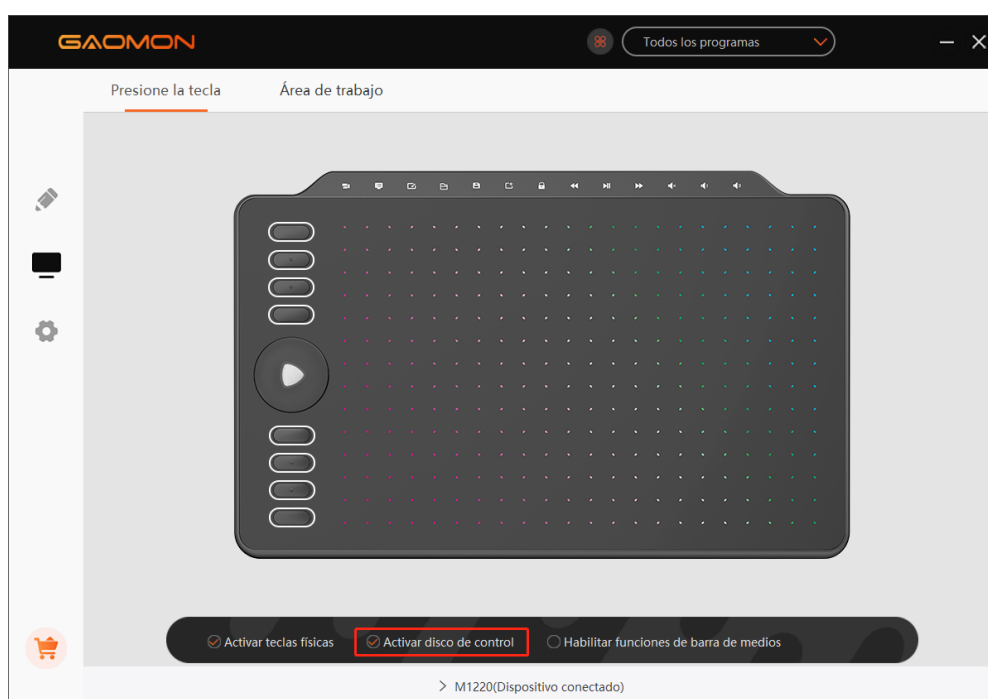 GAOMON
Todos los programas
Presione la tecla
Área de trabajo
Activar teclas físicas
Activar disco de control
Habilitar funciones de barra de medios
M1220(Dispositivo conectado)